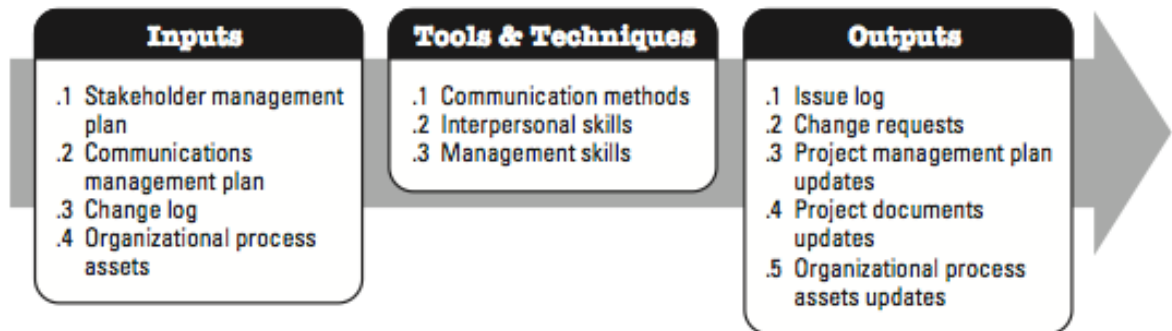 Inputs
.1 Stakeholder management
plan
.2 Communications
management plan
.3 Change log
.4 Organizational process
assets
Tools & Techniques
.1 Communication methods
.2 Interpersonal skills
.3 Management skills
Outputs
.1 Issue log
.2 Change requests
.3 Project management plan
updates
.4 Project documents
updates
.5 Organizational process
assets updates